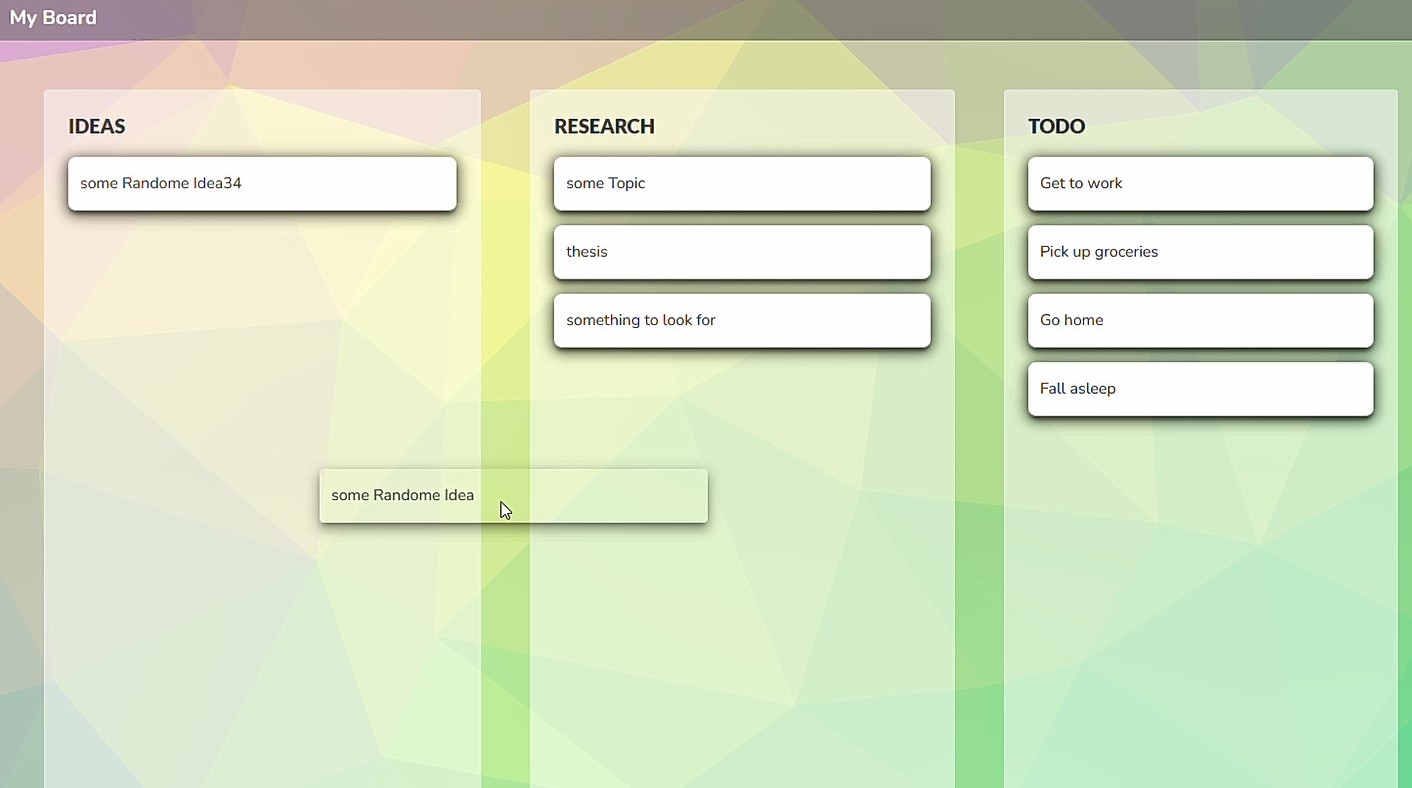 My Board
IDEAS
some Randome Idea34
RESEARCH
some Topic
thesis
something to look for
TODO
Get to work
Pick up groceries
Go home
Fall asleep
some Randome Idea